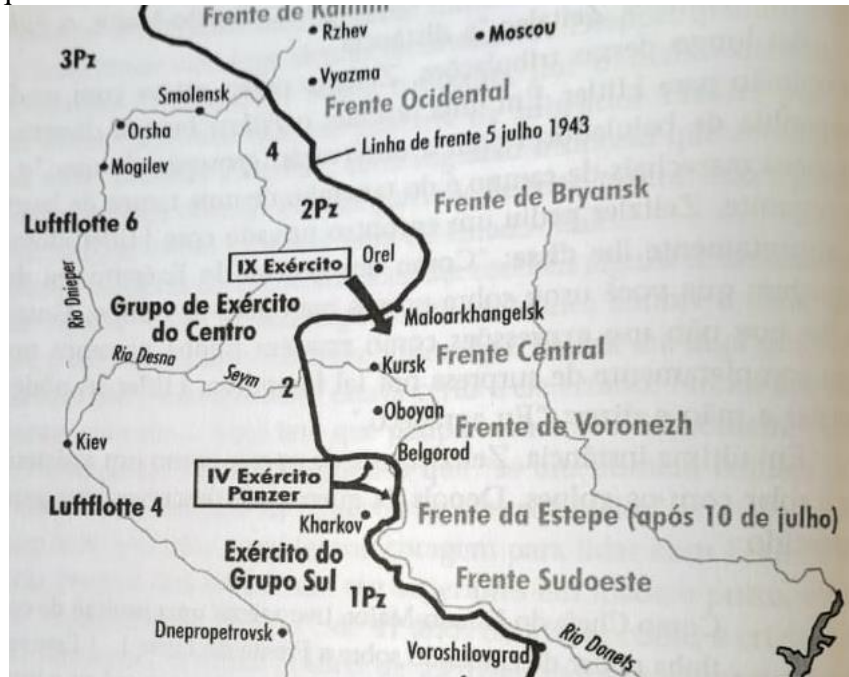 Frente de Kalinin
Rzhev
Moscou
3Pz
Vyazma
Smolensk
Frente Ocidental
Orsha
4
Linha de frente 5 julho 1943
Mogilev
2Pz
Frente de Bryansk
Luftflotte 6
Orel
IX Exército
Rio Dnieper
Grupo de Exército
do Centro
Maloarkhangelsk
Rio Desna
Frente Central
Kursk
Seym
2
Oboyan
Frente de Voronezh
Kiev
Belgorod
IV Exército
Panzer
Luftflotte 4
Frente da Estepe (após 10 de julho)
Kharkov
Exército do
Grupo Sul
Frente Sudoeste
1Pz
Dnepropetrovsk
Rio Donets
Voroshilovgrad